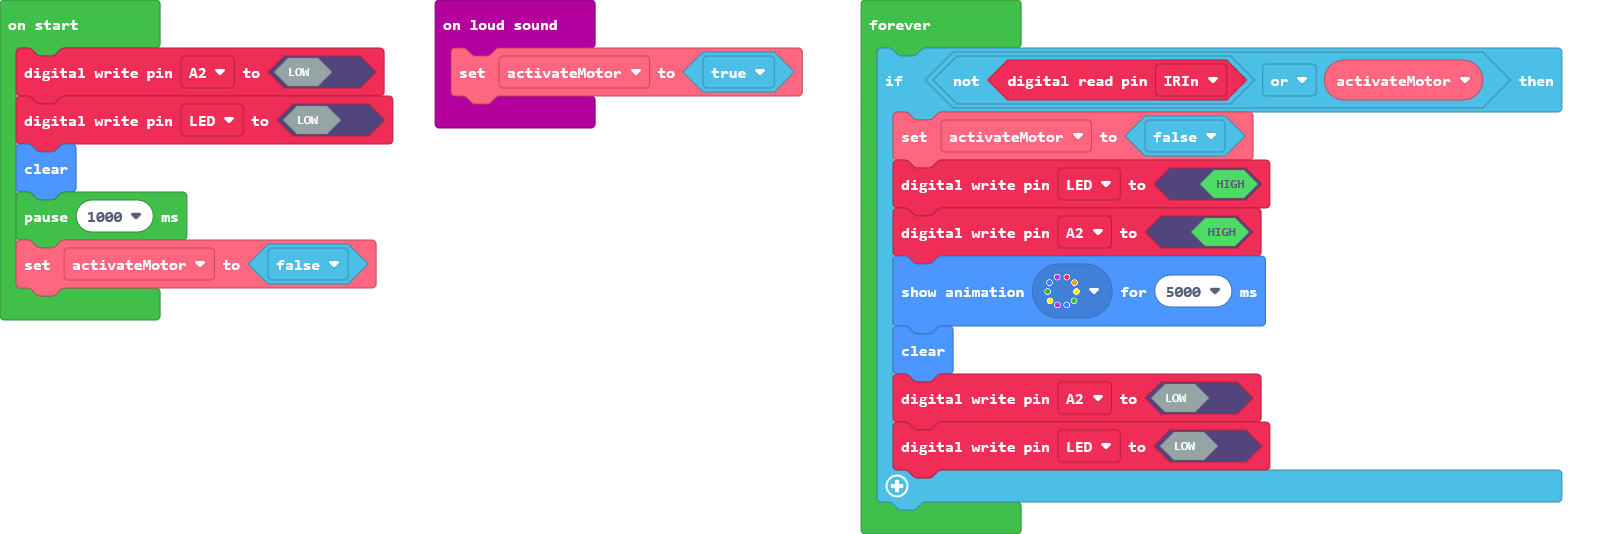 on start
digital write pin A2 to LOW
digital write pin LED to LOW
clear
pause 1000 ms
set activateMotor to false
on loud sound
set activateMotor to true
forever
if not digital read pin IRIn or activateMotor then
set activateMotor to false
digital write pin LED to HIGH
digital write pin A2 to HIGH
show animation for 5000 ms
clear
digital write pin A2 to LOW
digital write pin LED to LOW